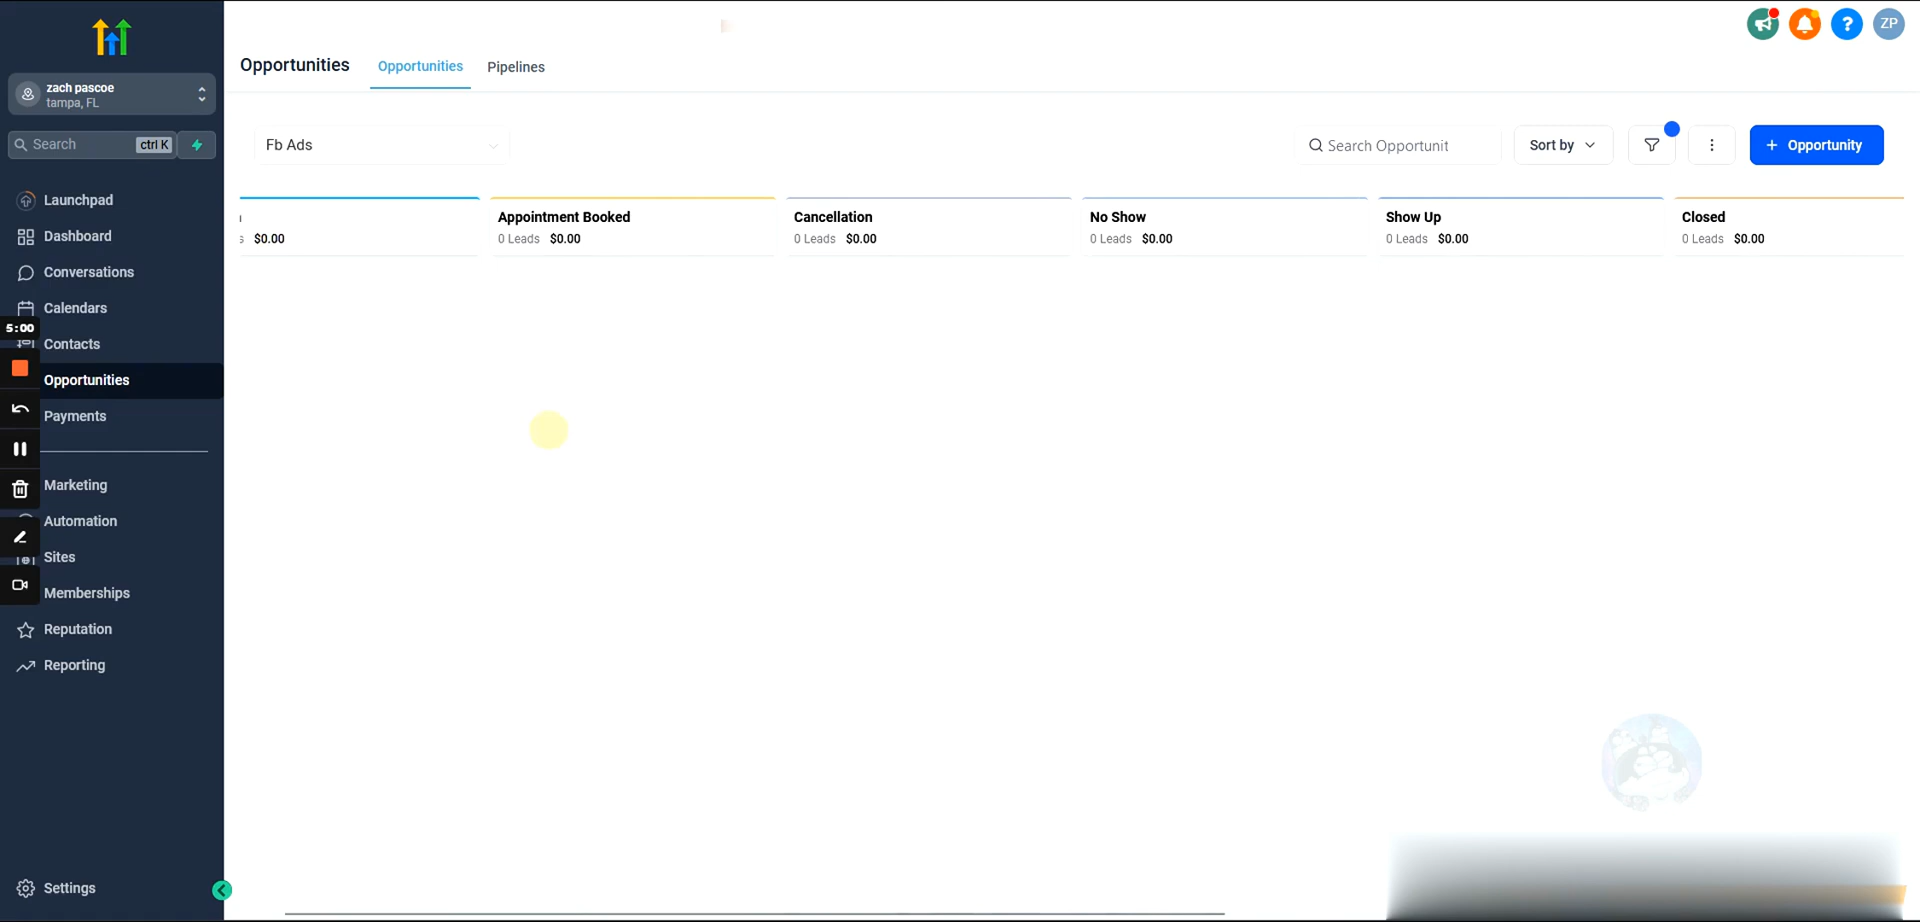 zach pascoe
tampa, FL
Search ctrl K
Launchpad
Dashboard
Conversations
Calendars
5:00
Contacts
Opportunities
Payments
Marketing
Automation
Sites
Memberships
Reputation
Reporting
Settings
Opportunities Opportunities Pipelines
ZP
Fb Ads
Search Opportunit
Sort by
+ Opportunity
$0.00
Appointment Booked
0 Leads $0.00
Cancellation
0 Leads $0.00
No Show
0 Leads $0.00
Show Up
0 Leads $0.00
Closed
0 Leads $0.00